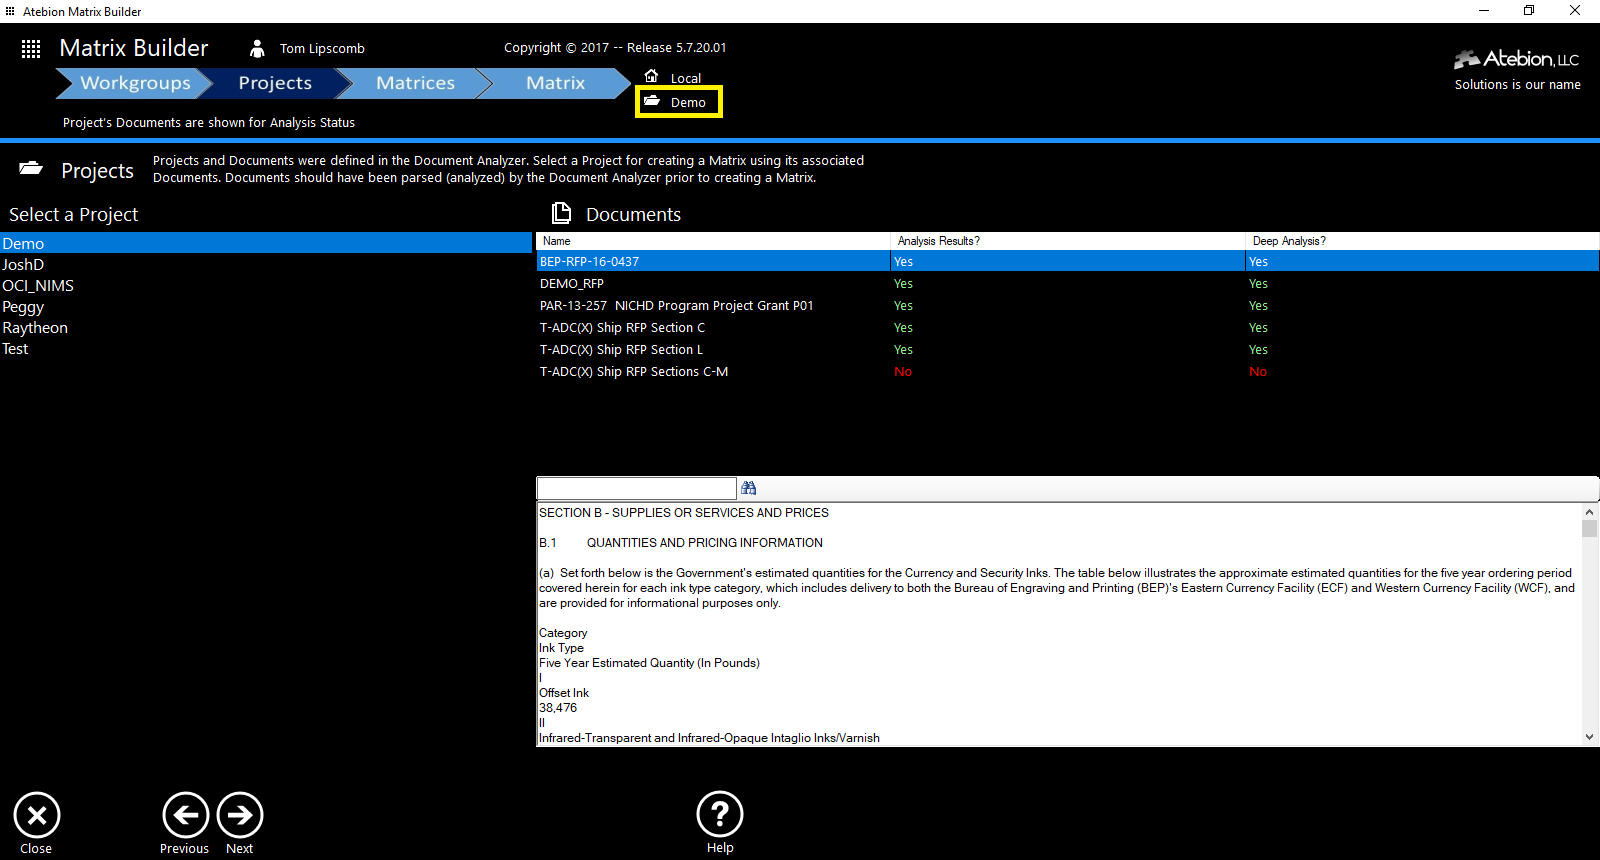 Atebion Matrix Builder
Matrix Builder
Tom Lipscomb
Copyright © 2017 -- Release 5.7.20.01
Atebion, LLC
Solutions is our name
Workgroups Projects Matrices Matrix
Local
Demo
Project's Documents are shown for Analysis Status
Projects
Projects and Documents were defined in the Document Analyzer. Select a Project for creating a Matrix using its associated
Documents. Documents should have been parsed (analyzed) by the Document Analyzer prior to creating a Matrix.
Select a Project
Demo
JoshD
OCI_NIMS
Peggy
Raytheon
Test
Documents
Name Analysis Results? Deep Analysis?
BEP-RFP-16-0437 Yes Yes
DEMO_RFP Yes Yes
PAR-13-257 NICHD Program Project Grant P01 Yes Yes
T-ADC(X) Ship RFP Section C Yes Yes
T-ADC(X) Ship RFP Section L Yes Yes
T-ADC(X) Ship RFP Sections C-M No No
SECTION B - SUPPLIES OR SERVICES AND PRICES
B.1 QUANTITIES AND PRICING INFORMATION
(a) Set forth below is the Government's estimated quantities for the Currency and Security Inks. The table below illustrates the approximate estimated quantities for the five year ordering period
covered herein for each ink type category, which includes delivery to both the Bureau of Engraving and Printing (BEP)'s Eastern Currency Facility (ECF) and Western Currency Facility (WCF), and
are provided for informational purposes only.
Category
Ink Type
Five Year Estimated Quantity (In Pounds)
I
Offset Ink
38,476
II
Infrared-Transparent and Infrared-Opaque Intaglio Inks/Varnish
Close
Previous
Next
Help